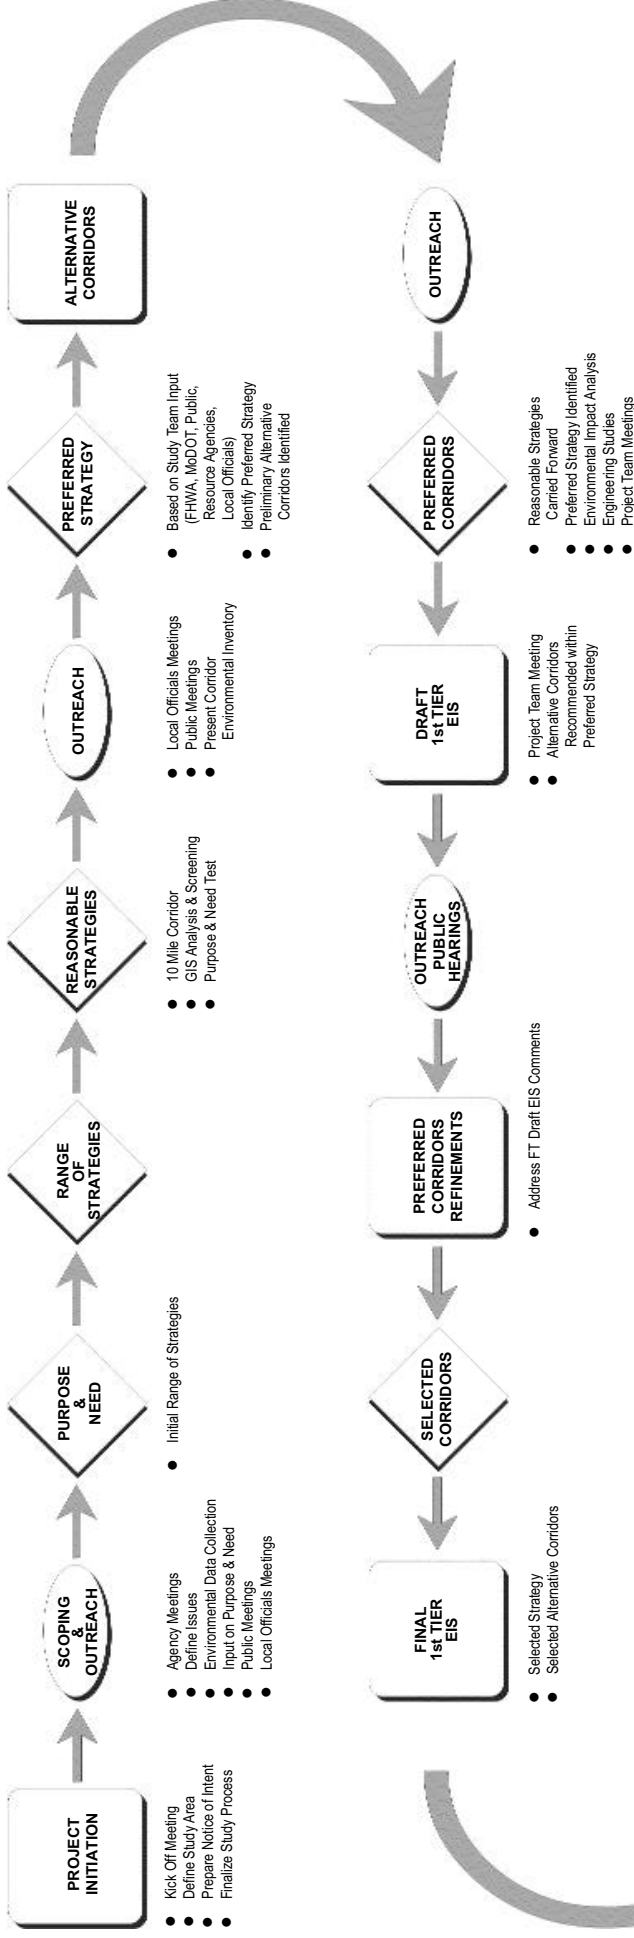 PROJECT
INITIATION
● Kick Off Meeting
● Define Study Area
● Prepare Notice of Intent
● Finalize Study Process
SCOPING
&
OUTREACH
● Agency Meetings
● Define Issues
● Environmental Data Collection
● Input on Purpose & Need
● Public Meetings
● Local Officials Meetings
PURPOSE
&
NEED
● Initial Range of Strategies
RANGE
OF
STRATEGIES
REASONABLE
STRATEGIES
● 10 Mile Corridor
● GIS Analysis & Screening
● Purpose & Need Test
OUTREACH
● Local Officials Meetings
● Public Meetings
● Present Corridor
Environmental Inventory
PREFERRED
STRATEGY
● Based on Study Team Input
(FHWA, MoDOT, Public,
Resource Agencies,
Local Officials)
● Identify Preferred Strategy
● Preliminary Alternative
Corridors Identified
ALTERNATIVE
CORRIDORS
OUTREACH
PREFERRED
CORRIDORS
● Reasonable Strategies
Carried Forward
● Preferred Strategy Identified
● Environmental Impact Analysis
● Engineering Studies
● Project Team Meetings
DRAFT
1st TIER
EIS
● Project Team Meeting
● Alternative Corridors
Recommended within
Preferred Strategy
OUTREACH
PUBLIC
HEARINGS
PREFERRED
CORRIDORS
REFINEMENTS
● Address FT Draft EIS Comments
SELECTED
CORRIDORS
FINAL
1st TIER
EIS
● Selected Strategy
● Selected Alternative Corridors